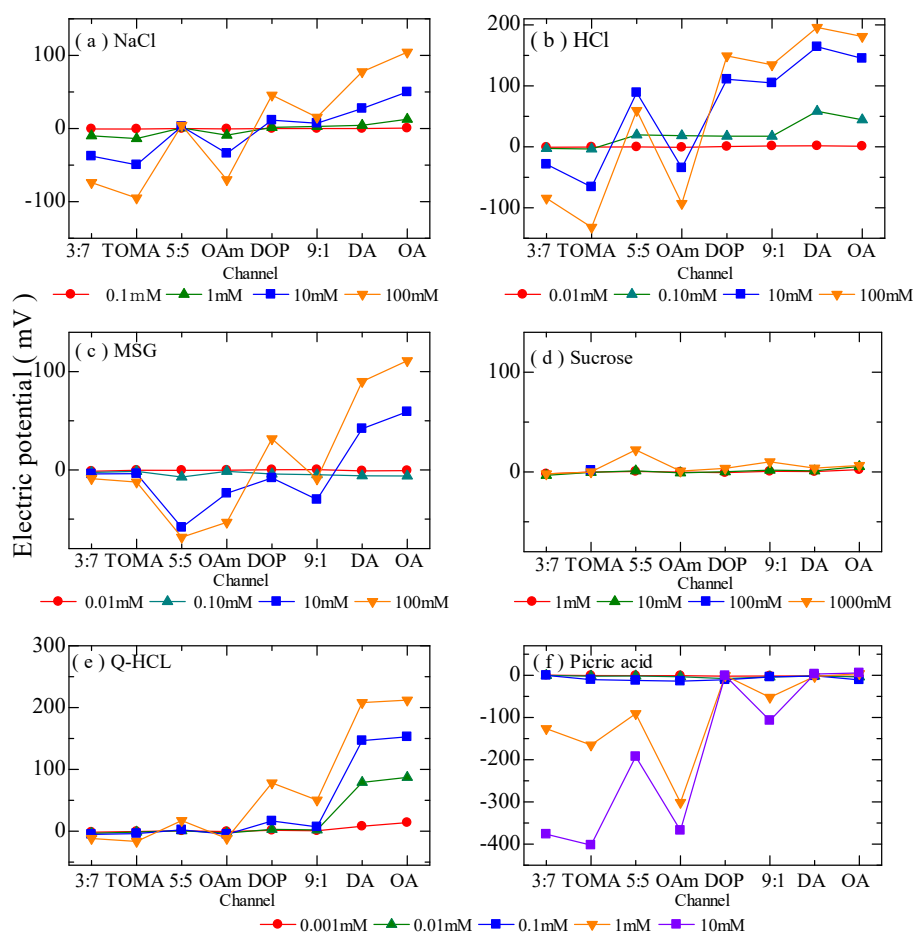 ( a ) NaCl
100
0
-100
3:7 TOMA 5:5 OAm DOP 9:1 DA OA
Channel
0.1mM 1mM 10mM 100mM
( b ) HCl
200
100
0
-100
3:7 TOMA 5:5 OAm DOP 9:1 DA OA
Channel
0.01mM 0.10mM 10mM 100mM
Electric potential ( mV )
( c ) MSG
100
0
3:7 TOMA 5:5 OAm DOP 9:1 DA OA
Channel
0.01mM 0.10mM 10mM 100mM
( d ) Sucrose
100
0
3:7 TOMA 5:5 OAm DOP 9:1 DA OA
Channel
1mM 10mM 100mM 1000mM
( e ) Q-HCL
300
200
100
0
3:7 TOMA 5:5 OAm DOP 9:1 DA OA
Channel
( f ) Picric acid
0
-100
-200
-300
-400
3:7 TOMA 5:5 OAm DOP 9:1 DA OA
Channel
0.001mM 0.01mM 0.1mM 1mM 10mM